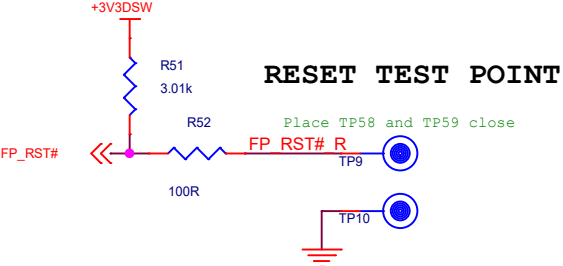 +3V3DSW
R51
3.01k
RESET TEST POINT
R52
Place TP58 and TP59 close
FP_RST#
FP_RST#_R
TP9
100R
TP10